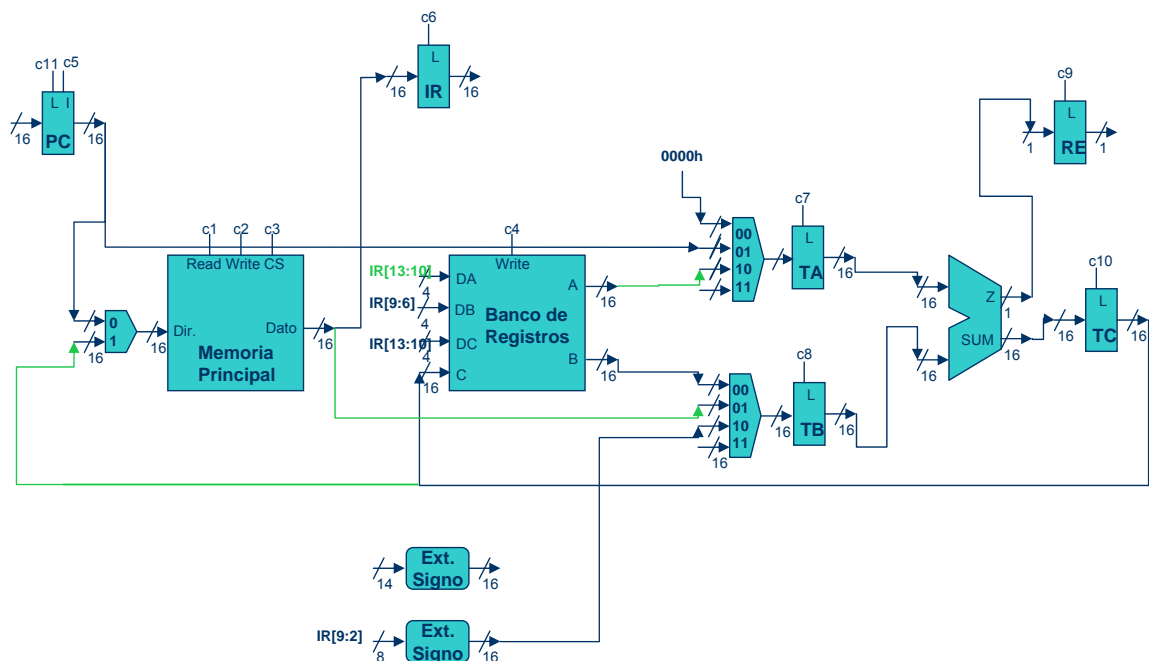 c6
L
IR
16
16
c11 c5
L I
PC
16
16
c9
L
RE
1
1
0000h
c7
L
TA
16
00
01
10
11
c1
c2
c3
Read Write CS
Dir.
Dato
Memoria
Principal
16
16
0
1
16
c4
Write
IR[13:10]
DA
4
IR[9:6]
DB
4
IR[13:10]
DC
4
C
16
A
16
Banco de
Registros
B
16
c8
L
TB
16
16
00
01
10
11
16
16
16
Z
1
SUM
16
c10
L
TC
16
16
14
Ext.
Signo
16
IR[9:2]
8
Ext.
Signo
16